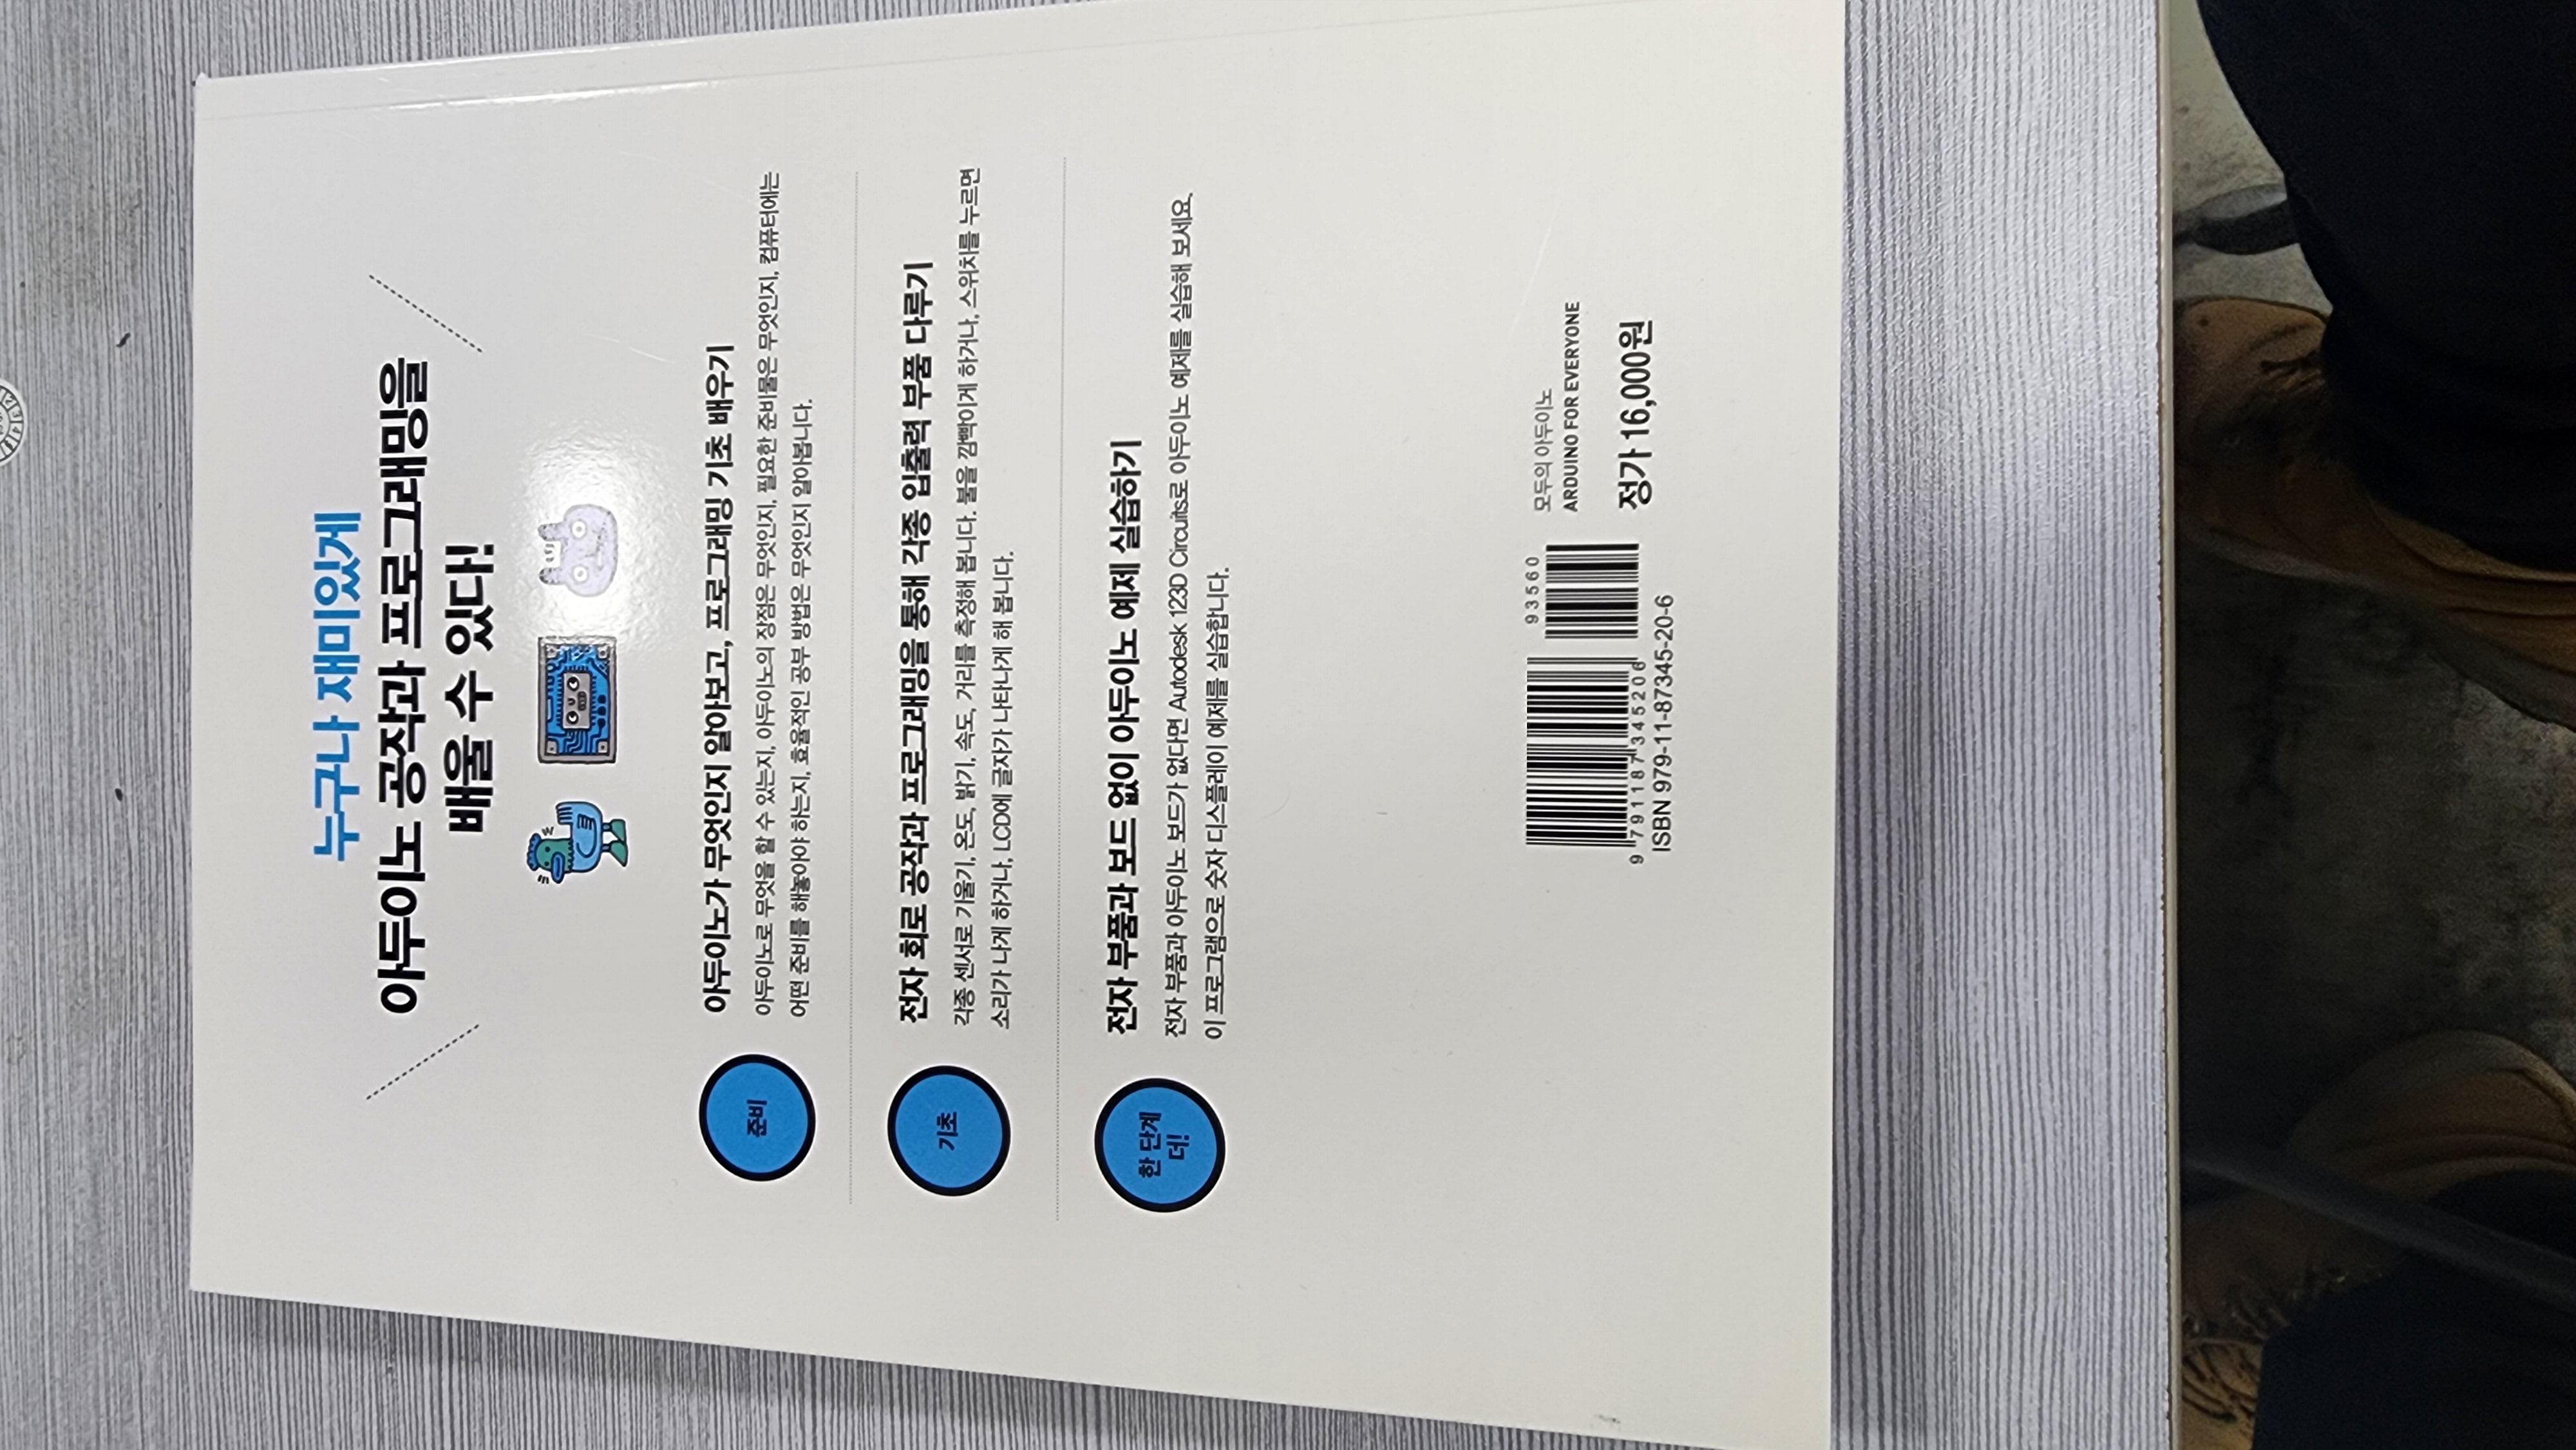 누구나 재미있게
아두이노 공작과 프로그래밍을
배울 수 있다!
준비
아두이노가 무엇인지 알아보고, 프로그래밍 기초 배우기
아두이노로 무엇을 할 수 있는지, 아두이노의 장점은 무엇인지, 필요한 준비물은 무엇인지, 컴퓨터에는
어떤 준비를 해놓아야 하는지, 효율적인 공부 방법은 무엇인지 알아봅니다.
기초
전자 회로 공작과 프로그래밍을 통해 각종 입출력 부품 다루기
각종 센서로 기울기, 온도, 밝기, 속도, 거리를 측정해 봅니다. 불을 깜빡이게 하거나, 스위치를 누르면
소리가 나게 하거나, LCD에 글자가 나타나게 해 봅니다.
한 단계
더!
전자 부품과 보드 없이 아두이노 예제 실습하기
전자 부품과 아두이노 보드가 없다면 Autodesk 123D Circuits로 아두이노 예제를 실습해 보세요.
이 프로그램으로 숫자 디스플레이 예제를 실습합니다.
93560
9 791187 345206
ISBN 979-11-87345-20-6
모두의 아두이노
ARDUINO FOR EVERYONE
정가 16,000원